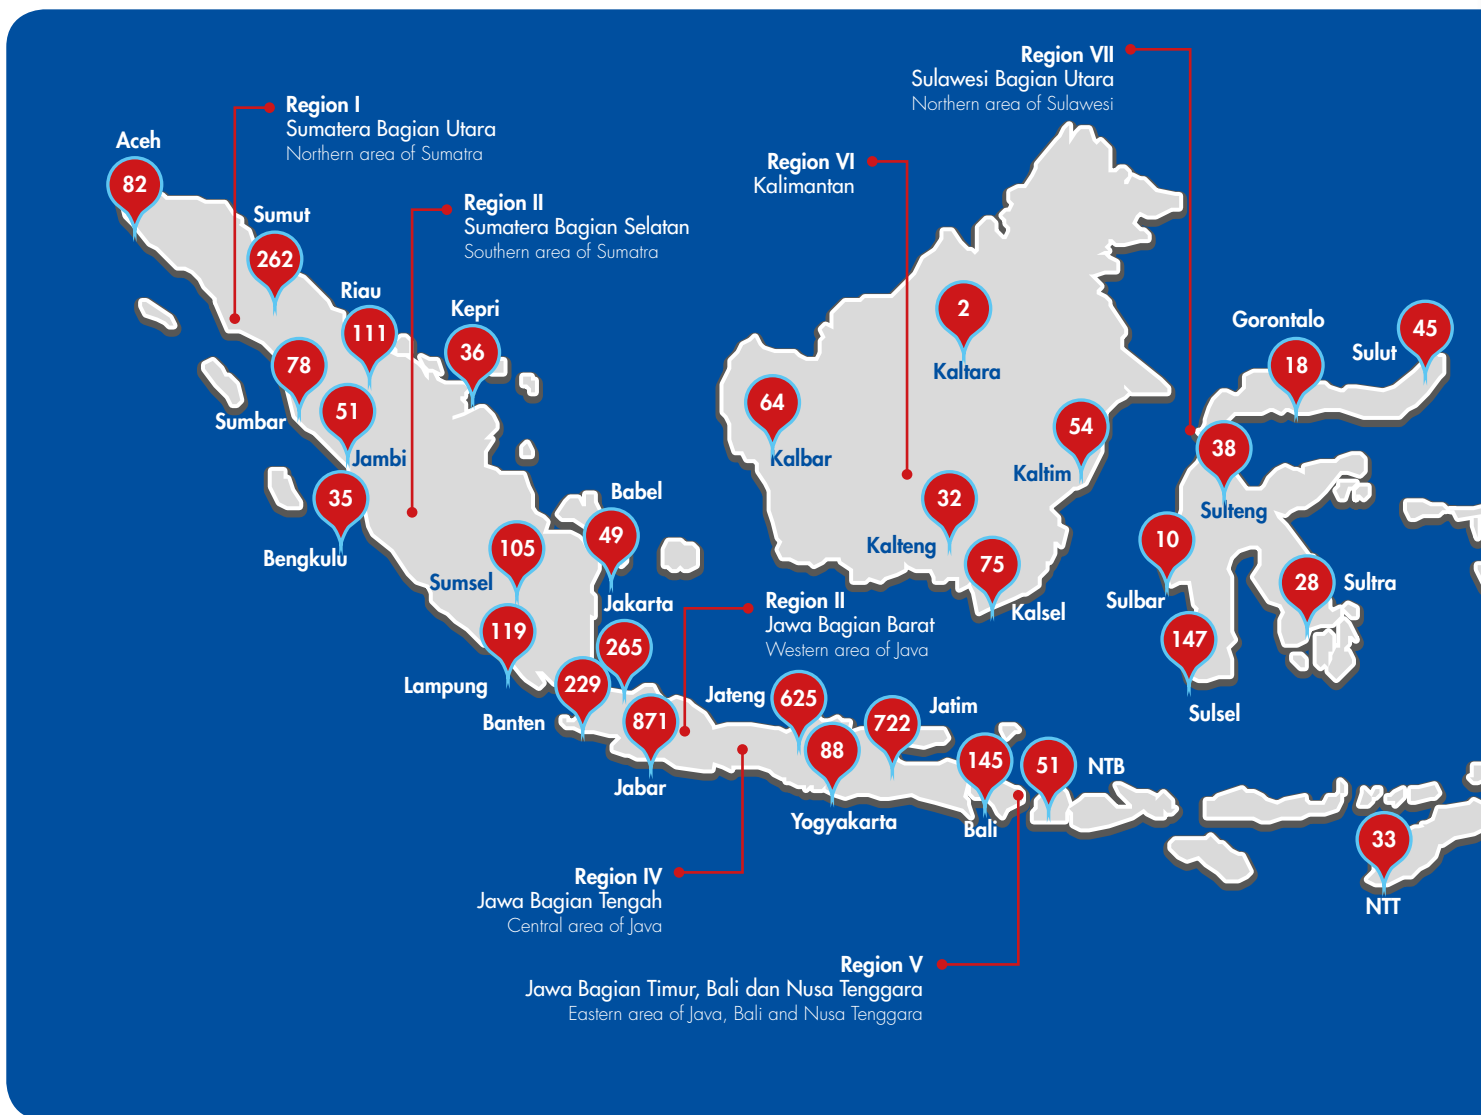 Region VII
Sulawesi Bagian Utara
Northern area of Sulawesi
Region I
Sumatera Bagian Utara
Northern area of Sumatra
Aceh
82
Region VI
Kalimantan
Region II
Sumatera Bagian Selatan
Southern area of Sumatra
Sumut
262
Riau
111
Kepri
36
2
Kaltara
Gorontalo
18
Sulut
45
78
Sumbar
51
Jambi
64
Kalbar
54
Kaltim
38
Sulteng
35
Bengkulu
Babel
49
32
Kalteng
105
Sumsel
10
Sulbar
75
Kalsel
28
Sultra
Jakarta
265
Region II
Jawa Bagian Barat
Western area of Java
119
Lampung
147
Sulsel
229
Banten
871
Jabar
Jateng
625
88
Yogyakarta
722
Jatim
145
Bali
51
NTB
33
NTT
Region IV
Jawa Bagian Tengah
Central area of Java
Region V
Jawa Bagian Timur, Bali dan Nusa Tenggara
Eastern area of Java, Bali and Nusa Tenggara